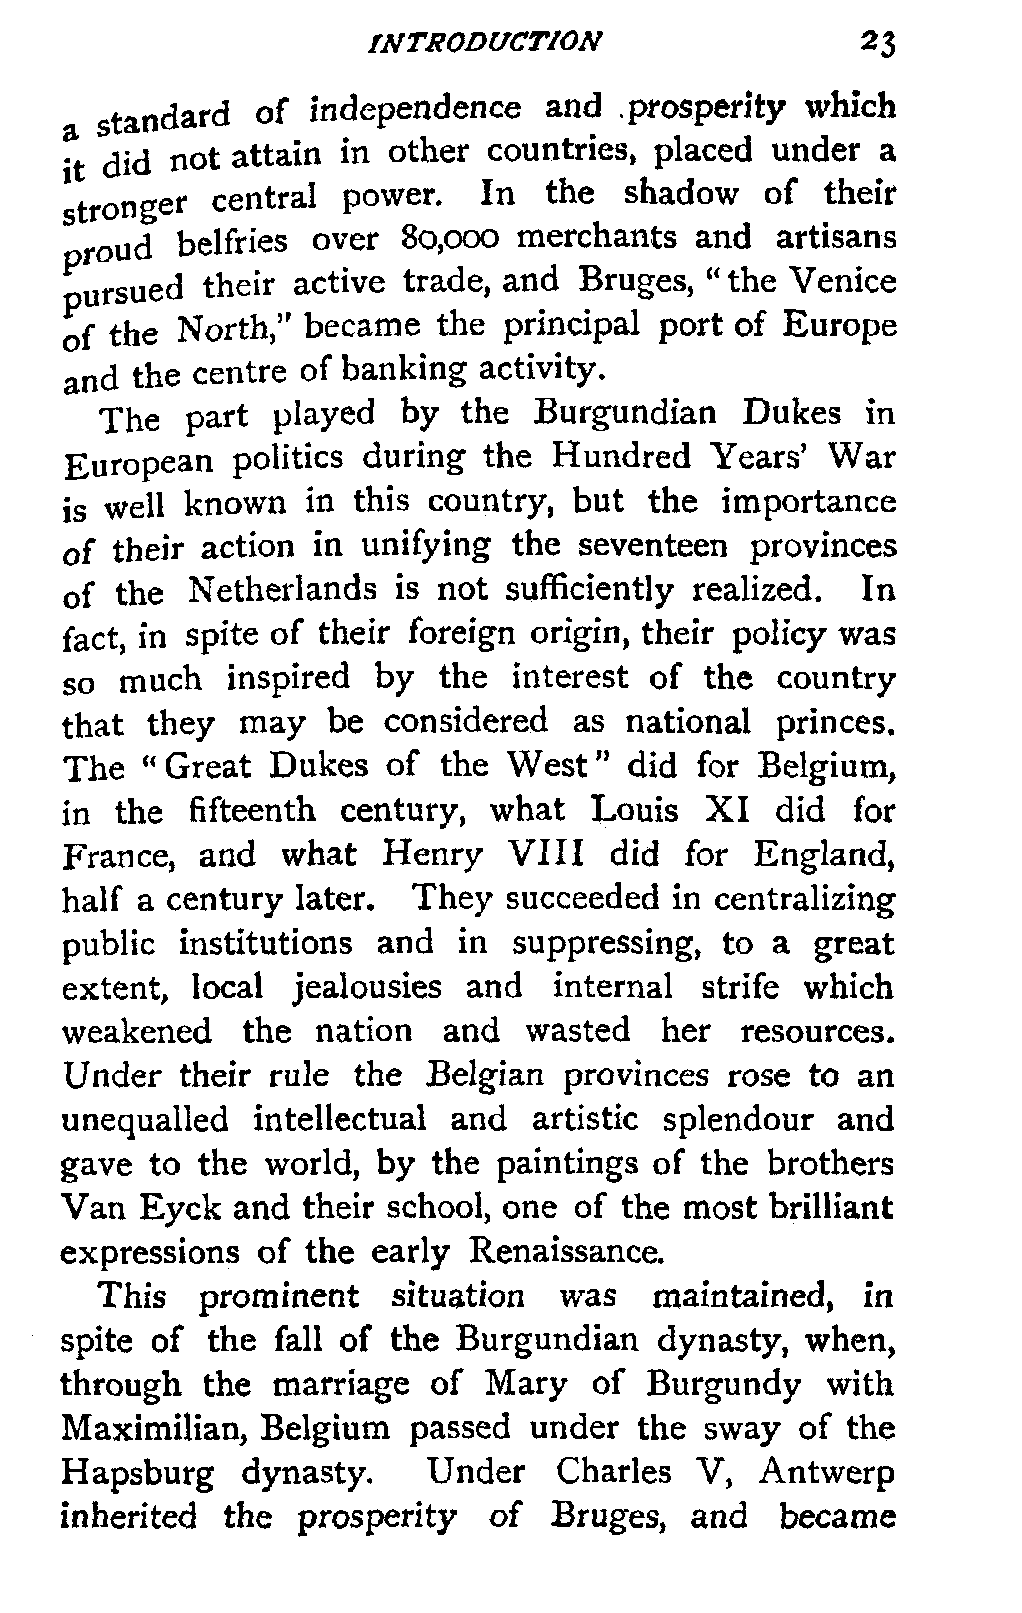 INTRODUCTION 23
a standard of independence and .prosperity which
it did not attain in other countries, placed under a
stronger central power. In the shadow of their
proud belfries over 80,000 merchants and artisans
pursued their active trade, and Bruges, "the Venice
of the North," became the principal port of Europe
and the centre of banking activity.
The part played by the Burgundian Dukes in
European politics during the Hundred Years' War
is well known in this country, but the importance
of their action in unifying the seventeen provinces
of the Netherlands is not sufficiently realized. In
fact, in spite of their foreign origin, their policy was
so much inspired by the interest of the country
that they may be considered as national princes.
The "Great Dukes of the West" did for Belgium,
in the fifteenth century, what Louis XI did for
France, and what Henry VIII did for England,
half a century later. They succeeded in centralizing
public institutions and in suppressing, to a great
extent, local jealousies and internal strife which
weakened the nation and wasted her resources.
Under their rule the Belgian provinces rose to an
unequalled intellectual and artistic splendour and
gave to the world, by the paintings of the brothers
Van Eyck and their school, one of the most brilliant
expressions of the early Renaissance.
This prominent situation was maintained, in
spite of the fall of the Burgundian dynasty, when,
through the marriage of Mary of Burgundy with
Maximilian, Belgium passed under the sway of the
Hapsburg dynasty. Under Charles V, Antwerp
inherited the prosperity of Bruges, and became